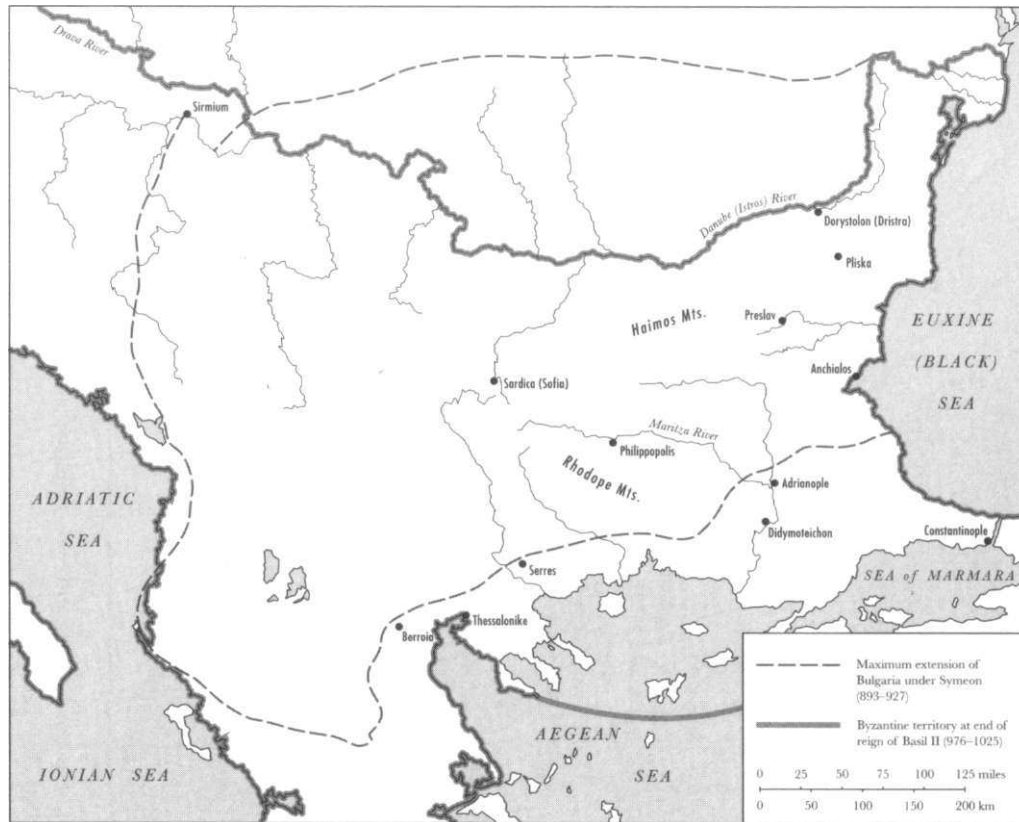 Drava River
Sirmium
Danube (Istros) River
Dorystolon (Dristra)
Pliska
Haimos Mts.
Preslav
EUXINE
(BLACK)
SEA
Anchialos
Sardica (Sofia)
Maritza River
Philippopolis
Rhodope Mts.
Adrianople
ADRIATIC
SEA
Didymoteichon
Constantinople
Serres
SEA of MARMARA
Thessalonike
Berroia
AEGEAN
SEA
IONIAN SEA
Maximum extension of
Bulgaria under Symeon
(893–927)
Byzantine territory at end of
reign of Basil II (976–1025)
0 25 50 75 100 125 miles
0 50 100 150 200 km